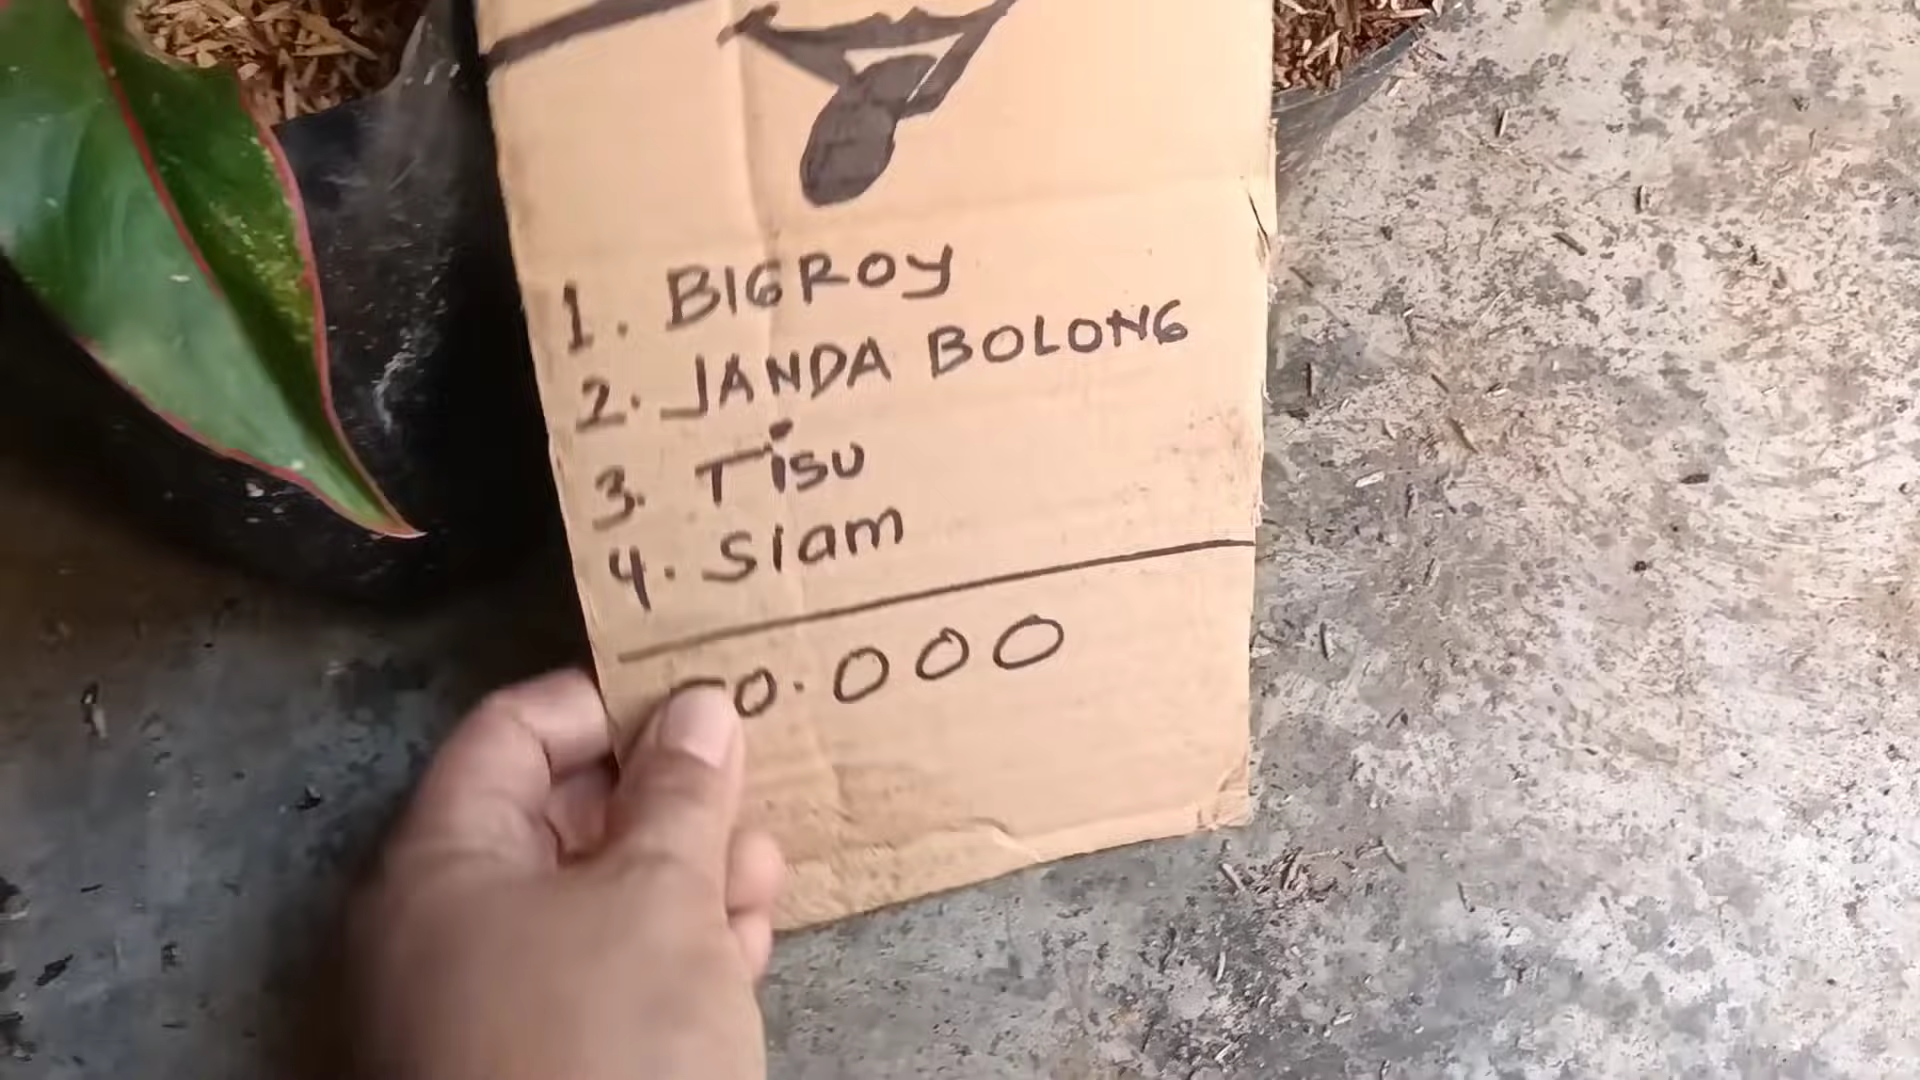 1. BIGROY
2. JANDA BOLONG
3. Tisu
4. Siam
0.000